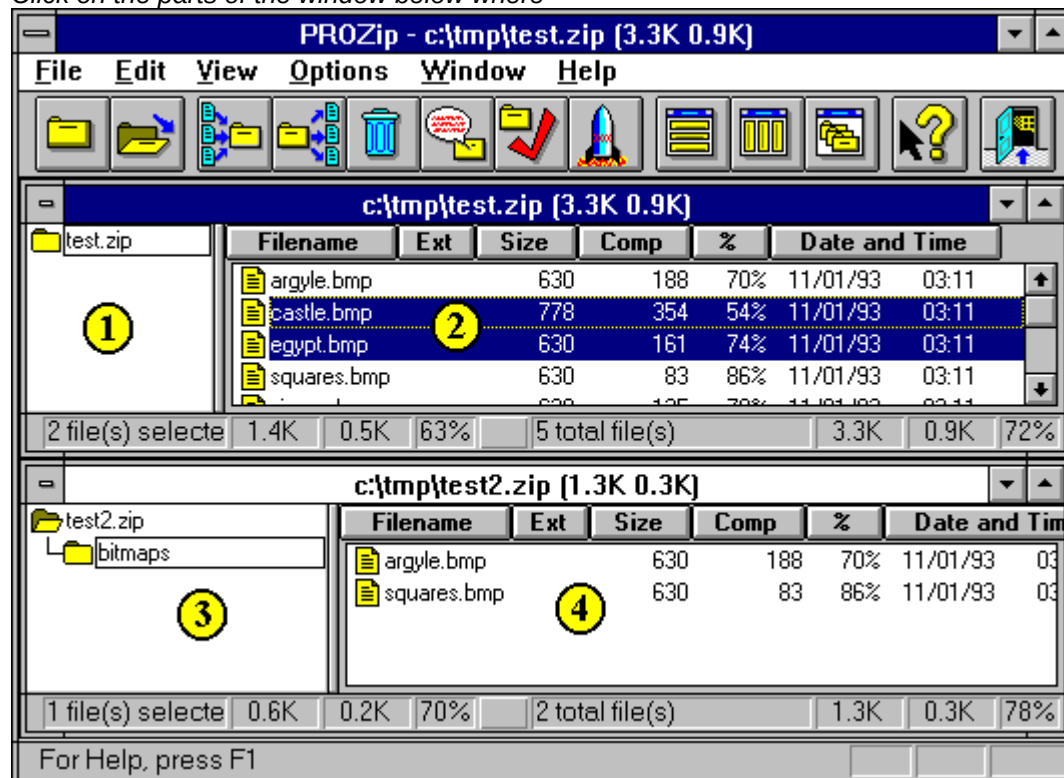 Click on the parts of the window below where
PROZip - c:\tmp\test.zip (3.3K 0.9K)
File Edit View Options Window Help
c:\tmp\test.zip (3.3K 0.9K)
test.zip Filename Ext Size Comp % Date and Time
argyle.bmp 630 188 70% 11/01/93 03:11
1 castle.bmp 2 778 354 54% 11/01/93 03:11
egypt.bmp 630 161 74% 11/01/93 03:11
squares.bmp 630 83 86% 11/01/93 03:11
2 file(s) selecte 1.4K 0.5K 63% 5 total file(s) 3.3K 0.9K 72%
c:\tmp\test2.zip (1.3K 0.3K)
test2.zip Filename Ext Size Comp % Date and Tim
bitmaps argyle.bmp 630 188 70% 11/01/93 03
squares.bmp 630 83 86% 11/01/93 03
3 4
1 file(s) selecte 0.6K 0.2K 70% 2 total file(s) 1.3K 0.3K 78%
For Help, press F1